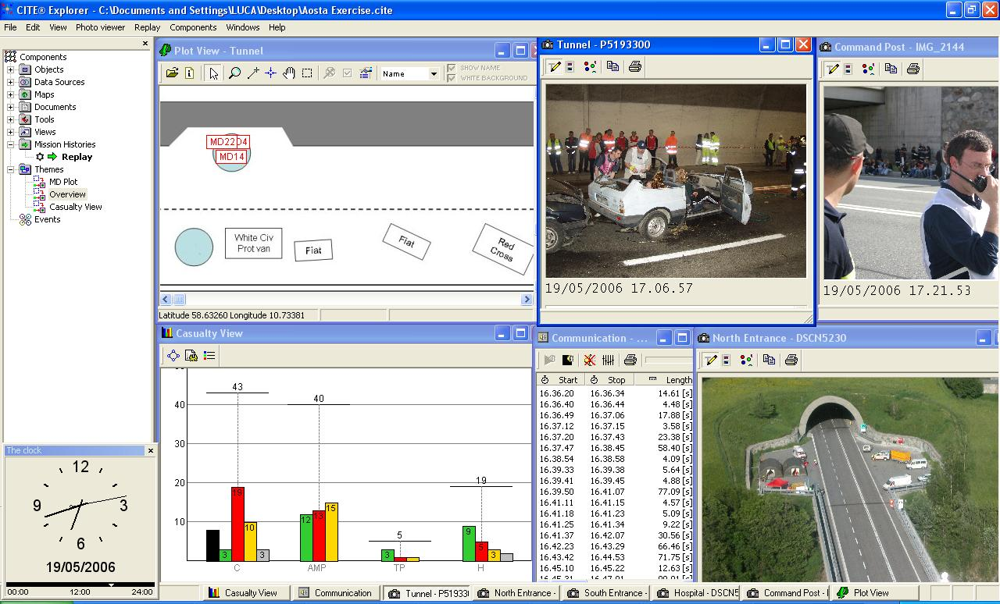 CITE® Explorer - C:\Documents and Settings\LUCA\Desktop\Aosta Exercise.cite
File Edit View Photo viewer Replay Components Windows Help
Components
Objects
Data Sources
Maps
Documents
Tools
Views
Mission Histories
Replay
Themes
MD Plot
Overview
Casualty View
Events
The clock
12
9 3
6
19/05/2006
00:00 12:00 24:00
Plot View - Tunnel
Name
SHOW NAME
WHITE BACKGROUND
MD22 04
MD14
White Civ
Prot van
Fiat
Fiat
Red
Cross
Latitude 58.63260 Longitude 10.73381
Tunnel - P5193300
19/05/2006 17.06.57
Command Post - IMG_2144
19/05/2006 17.21.53
Casualty View
43
40
40
30
20
19
10
5
3 19 10 3
12 13 15
3
9 5 3
C AMP TP H
Communication - ...
Start Stop Length
16.36.20 16.36.34 14.61 [s]
16.36.40 16.36.44 4.48 [s]
16.36.49 16.37.06 17.88 [s]
16.37.12 16.37.15 3.58 [s]
16.37.20 16.37.43 23.38 [s]
16.37.47 16.38.45 58.40 [s]
16.38.54 16.38.58 4.09 [s]
16.39.33 16.39.38 5.64 [s]
16.39.41 16.39.45 4.88 [s]
16.39.50 16.41.07 77.09 [s]
16.41.11 16.41.15 4.57 [s]
16.41.18 16.41.23 5.09 [s]
16.41.25 16.41.34 9.22 [s]
16.41.37 16.42.07 30.56 [s]
16.42.23 16.43.29 66.46 [s]
16.43.42 16.44.53 71.75 [s]
16.45.10 16.45.22 12.63 [s]
North Entrance - DSCN5230
Casualty View Communication Tunnel - P51933 North Entrance - South Entrance - Hospital - DSCN5 Command Post - Plot View